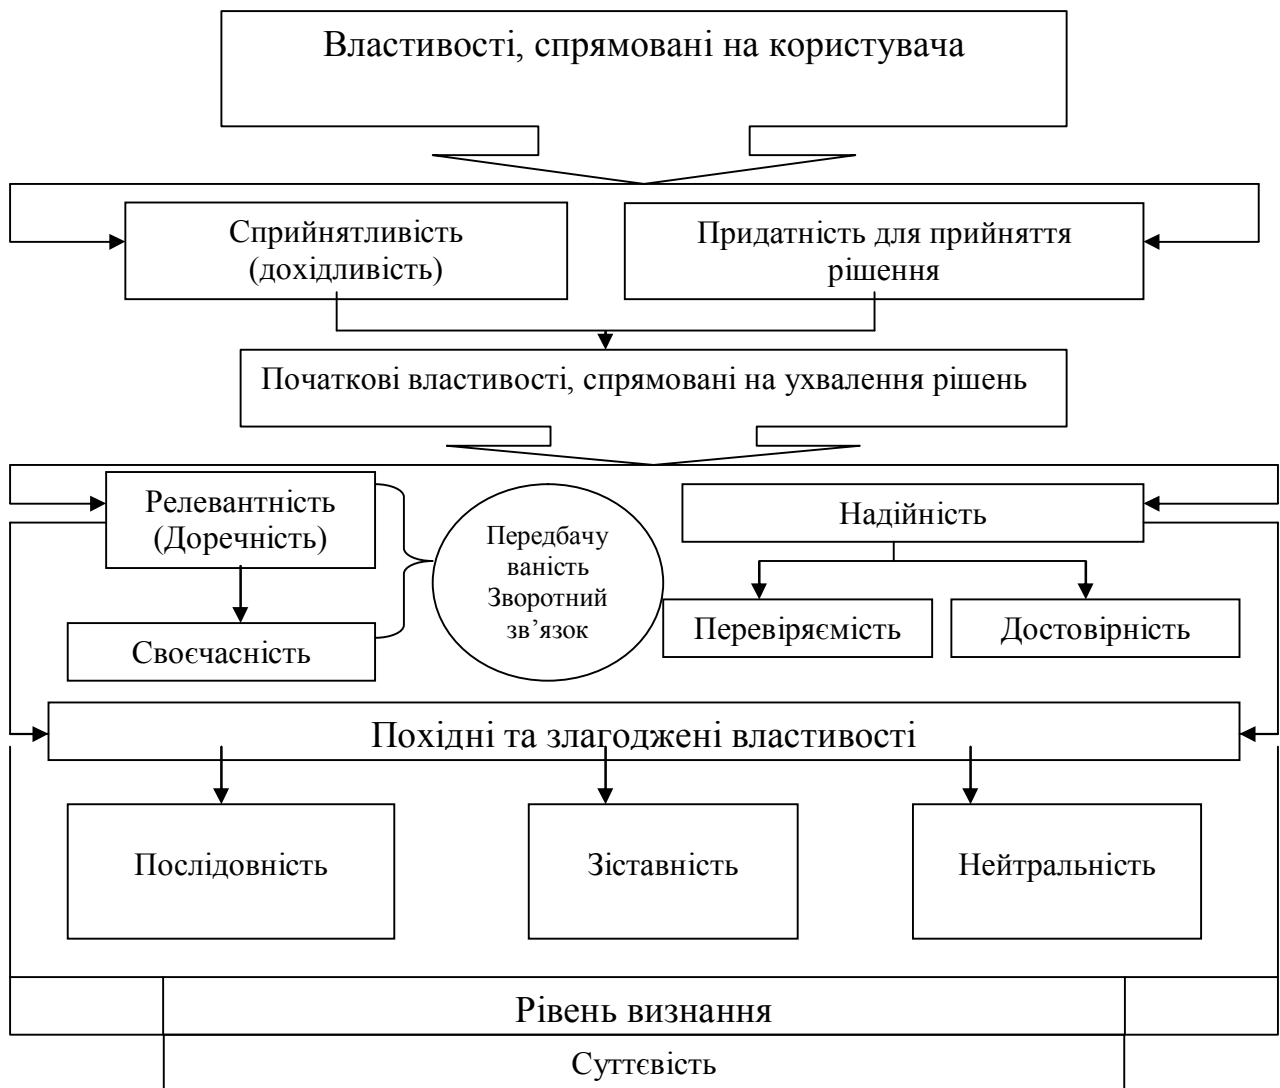 Властивості, спрямовані на користувача
Сприйнятливість
(дохідливість)
Придатність для прийняття
рішення
Початкові властивості, спрямовані на ухвалення рішень
Релевантність
(Доречність)
Передбачу
ваність
Зворотний
зв’язок
Надійність
Своєчасність
Перевіряємість
Достовірність
Похідні та злагоджені властивості
Послідовність
Зіставність
Нейтральність
Рівень визнання
Суттєвість